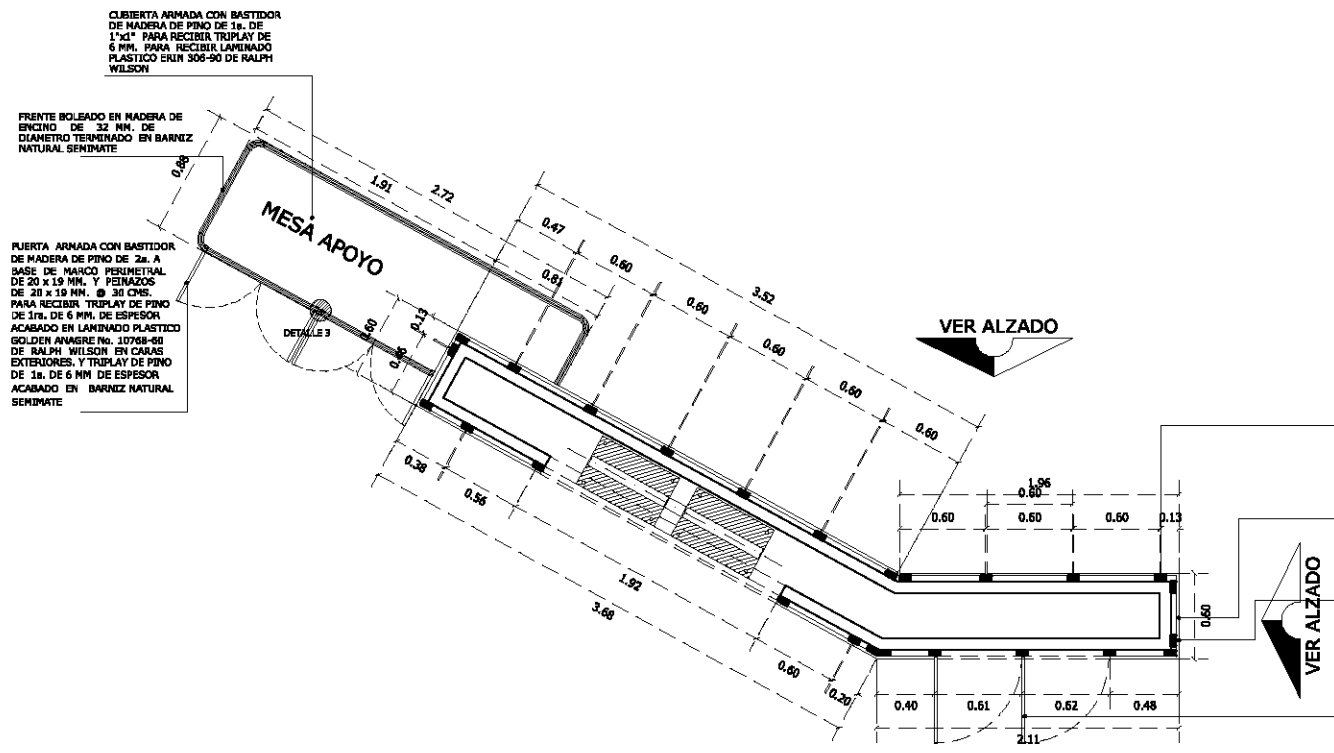 CUBIERTA ARMADA CON BASTIDOR
DE MADERA DE PINO DE 1a. DE
1"x1" PARA RECIBIR TRIPLAY DE
6 MM. PARA RECIBIR LAMINADO
PLASTICO ERIN 306-90 DE RALPH
WILSON
FRENTE BOLEADO EN MADERA DE
ENCINO DE 32 MM. DE
DIAMETRO TERMINADO EN BARNIZ
NATURAL SEMIMATE
PUERTA ARMADA CON BASTIDOR
DE MADERA DE PINO DE 2a. A
BASE DE MARCO PERIMETRAL
DE 20 x 19 MM. Y PEINAZOS
DE 20 x 19 MM. @ 30 CMS.
PARA RECIBIR TRIPLAY DE PINO
DE 1ra. DE 6 MM. DE ESPESOR
ACABADO EN LAMINADO PLASTICO
GOLDEN ANAGRE No. 10768-60
DE RALPH WILSON EN CARAS
EXTERIORES, Y TRIPLAY DE PINO
DE 1a. DE 6 MM DE ESPESOR
ACABADO EN BARNIZ NATURAL
SEMIMATE
0.88
2.72
1.91
MESA APOYO
0.81
DETALLE 3
0.60
0.13
0.47
0.60
3.52
0.60
0.60
0.60
0.60
VER ALZADO
0.38
0.56
1.92
3.68
0.60
0.20
1.96
0.60
0.60
0.60
0.60
0.13
0.60
VER ALZADO
0.40
0.61
0.62
0.48
2.11